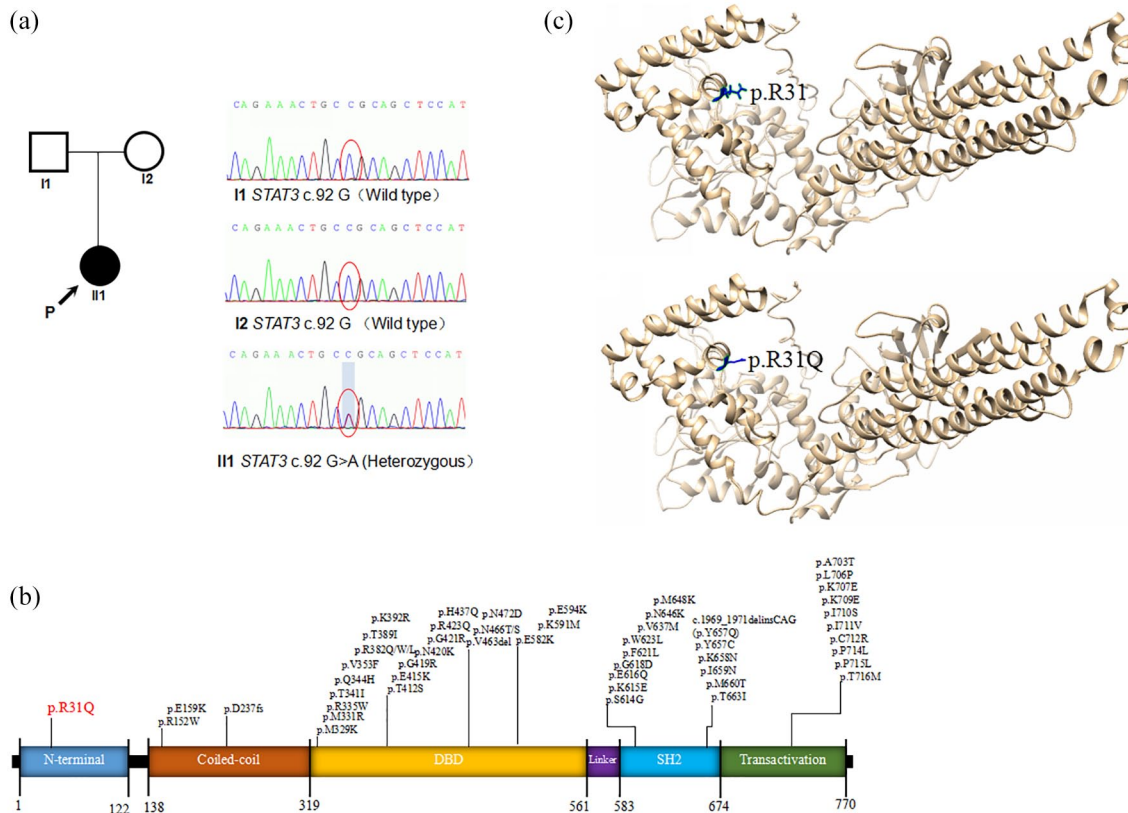 (a)
I1
I2
II1
P
CAGAAACTGCCGCAGCTCCAT
I1 STAT3 c.92 G（Wild type）
CAGAAACTGCCGCAGCTCCAT
I2 STAT3 c.92 G （Wild type）
CAGAAACTGCCGCAGCTCCAT
II1 STAT3 c.92 G>A (Heterozygous）
(c)
p.R31
p.R31Q
(b)
p.R31Q
p.E159K
p.R152W
p.D237fs
p.K392R
p.T389I
p.R382Q/W/L
p.V353F
p.Q344H
p.T341I
p.R335W
p.M331R
p.M329K
p.H437Q
p.R423Q
p.G421R
p.N420K
p.G419R
p.E415K
p.T412S
p.N472D
p.N466T/S
p.V463del
p.E594K
p.K591M
p.E582K
p.M648K
p.N646K
p.V637M
p.W623L
p.F621L
p.G618D
p.E616Q
p.K615E
p.S614G
c.1969_1971delinsCAG
(p.Y657Q)
p.Y657C
p.K658N
p.I659N
p.M660T
p.T663I
p.A703T
p.L706P
p.K707E
p.K709E
p.I710S
p.I711V
p.C712R
p.P714L
p.P715L
p.T716M
N-terminal
Coiled-coil
DBD
Linker
SH2
Transactivation
1
122
138
319
561
583
674
770